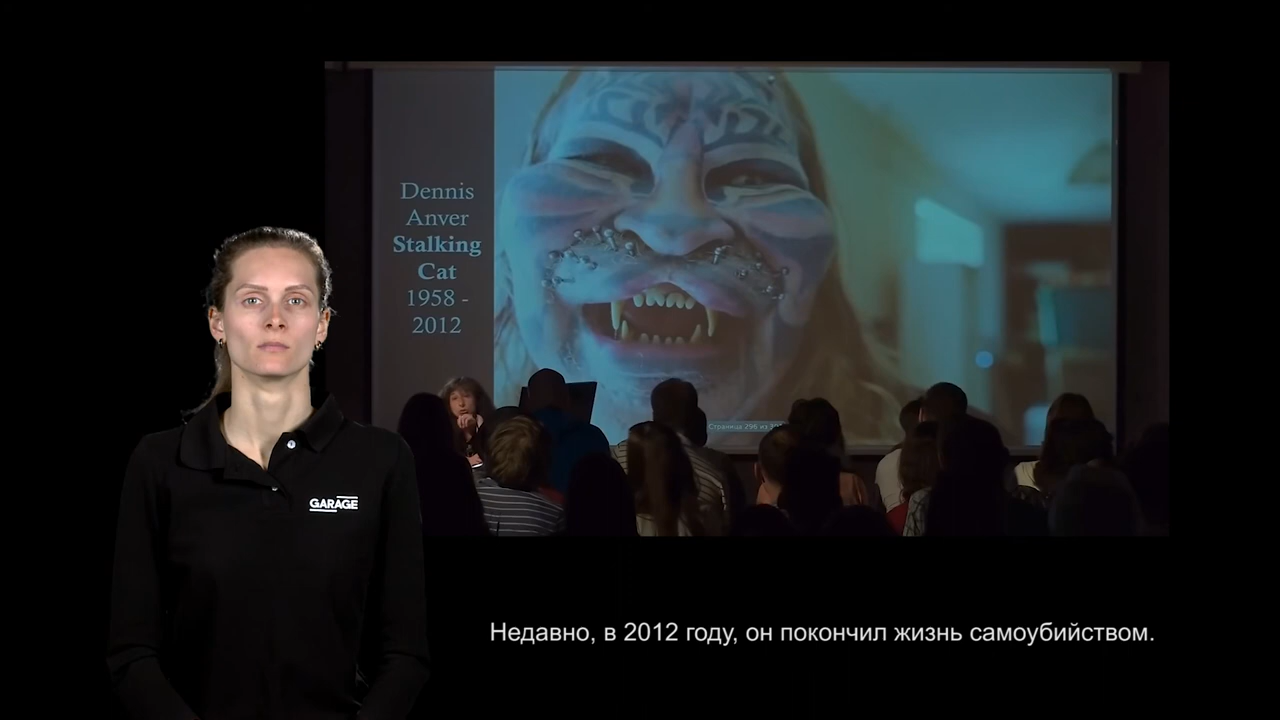 Dennis
Anver
Stalking
Cat
1958 -
2012
GARAGE
Недавно, в 2012 году, он покончил жизнь самоубийством.